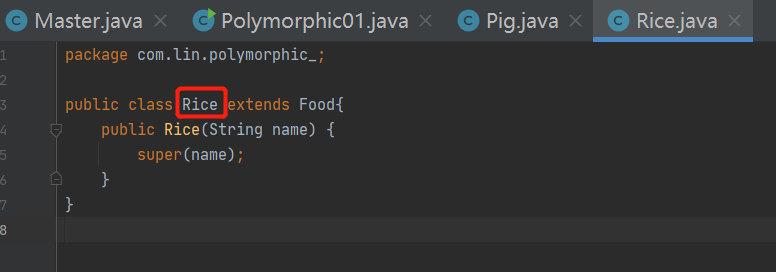 Master.java Polymorphic01.java Pig.java Rice.java
1 package com.lin.polymorphic_;
2
3 public class Rice extends Food{
4 public Rice(String name) {
5 super(name);
6 }
7 }
8